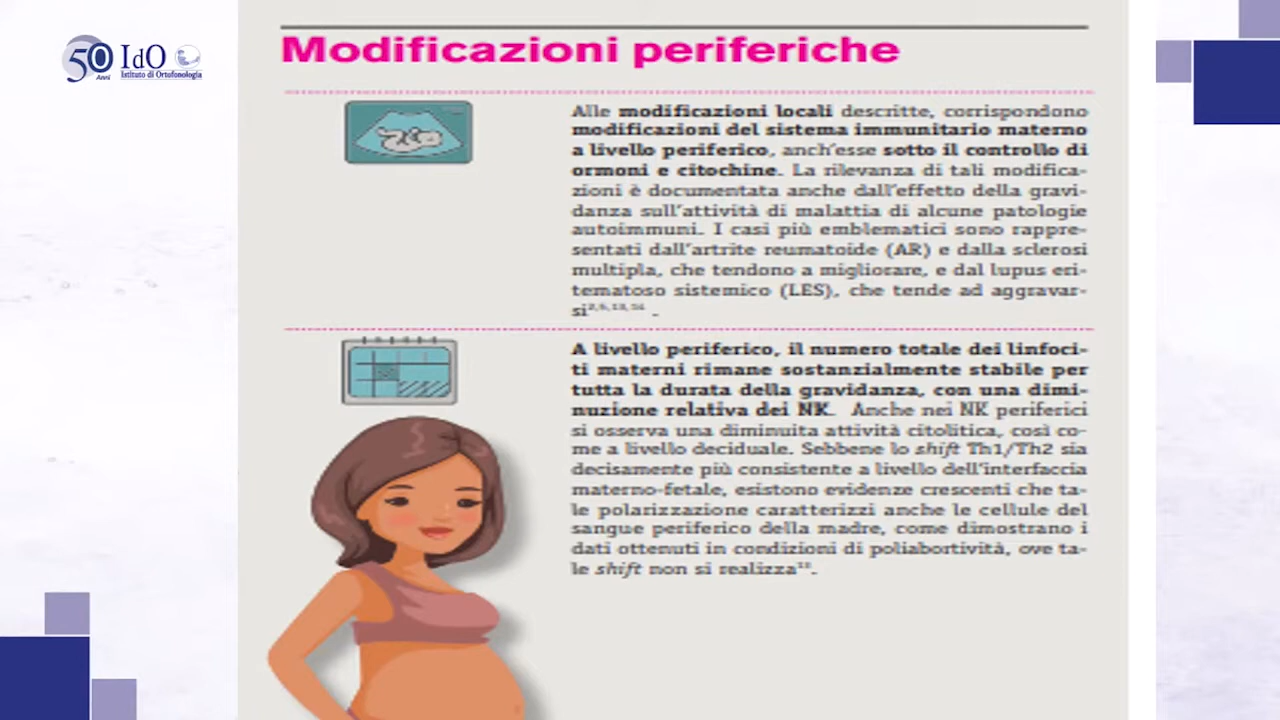 50 Anni
IdO
Istituto di Ortofonologia
Modificazioni periferiche
Alle modificazioni locali descritte, corrispondono
modificazioni del sistema immunitario materno
a livello periferico, anch'esse sotto il controllo di
ormoni e citochine. La rilevanza di tali modifica-
zioni è documentata anche dall'effetto della gravi-
danza sull'attività di malattia di alcune patologie
autoimmuni. I casi più emblematici sono rappre-
sentati dall'artrite reumatoide (AR) e dalla sclerosi
multipla, che tendono a migliorare, e dal lupus eri-
tematoso sistemico (LES), che tende ad aggravar-
si
A livello periferico, il numero totale dei linfoci-
ti materni rimane sostanzialmente stabile per
tutta la durata della gravidanza, con una dimi-
nuzione relativa dei NK. Anche nei NK periferici
si osserva una diminuita attività citolitica, così co-
me a livello deciduale. Sebbene lo shift Th1/Th2 sia
decisamente più consistente a livello dell'interfaccia
materno-fetale, esistono evidenze crescenti che ta-
le polarizzazione caratterizzi anche le cellule del
sangue periferico della madre, come dimostrano i
dati ottenuti in condizioni di poliabortività, ove ta-
le shift non si realizza